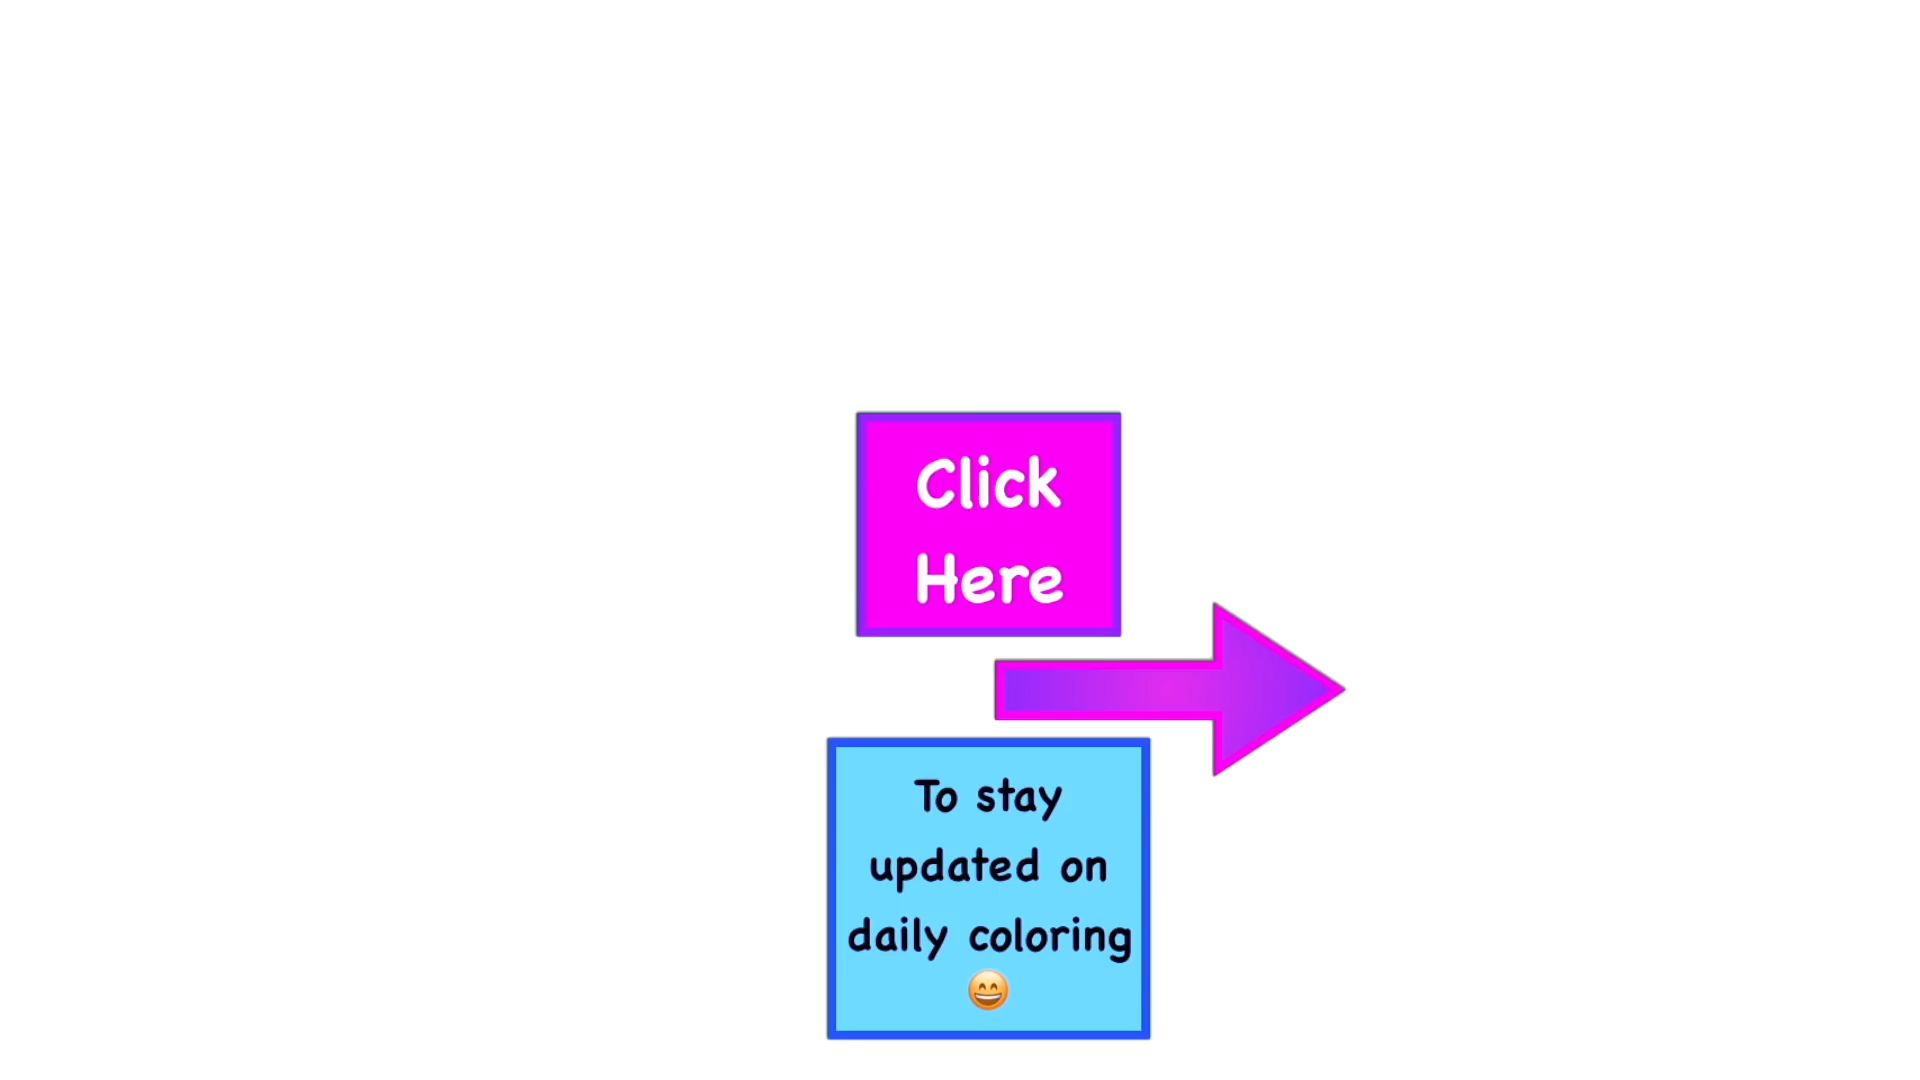 Click
Here
To stay
updated on
daily coloring
😄